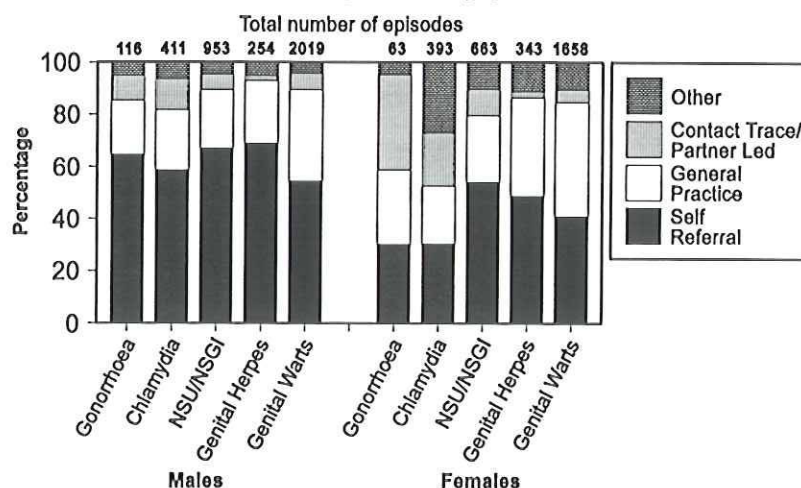 Total number of episodes
116 411 953 254 2019 63 393 663 343 1658
100
80
60
40
20
0
Percentage
Other
Contact Trace/
Partner Led
General
Practice
Self
Referral
Gonorrhoea
Chlamydia
NSU/NSGI
Genital Herpes
Genital Warts
Gonorrhoea
Chlamydia
NSU/NSGI
Genital Herpes
Genital Warts
Males
Females